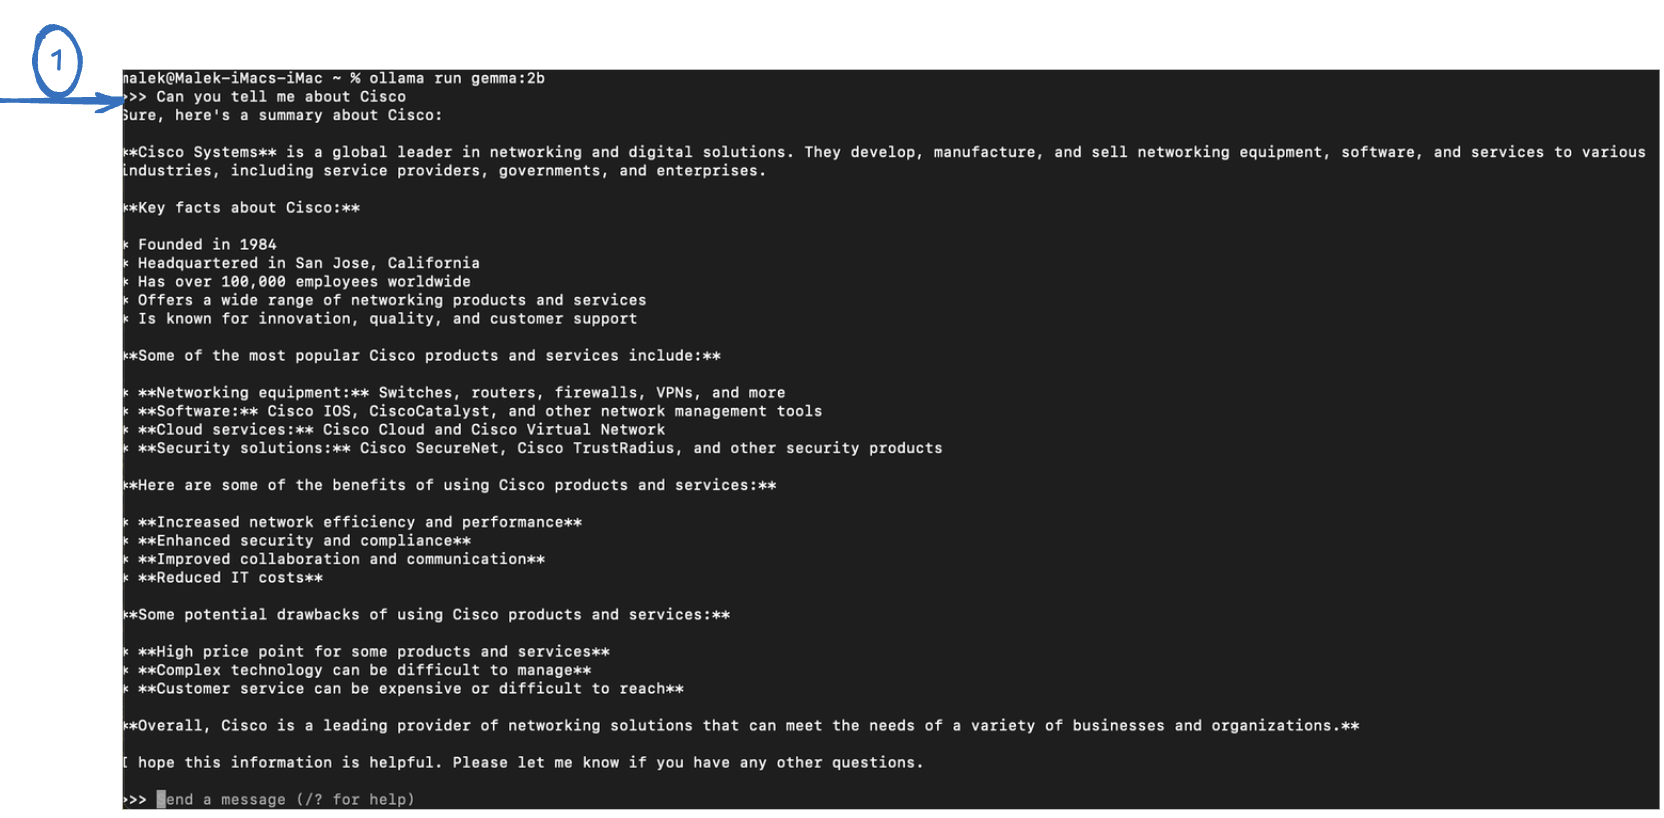 1
malek@Malek-iMacs-iMac ~ % ollama run gemma:2b
>>> Can you tell me about Cisco
Sure, here's a summary about Cisco:
**Cisco Systems** is a global leader in networking and digital solutions. They develop, manufacture, and sell networking equipment, software, and services to various
industries, including service providers, governments, and enterprises.
**Key facts about Cisco:**
* Founded in 1984
* Headquartered in San Jose, California
* Has over 100,000 employees worldwide
* Offers a wide range of networking products and services
* Is known for innovation, quality, and customer support
**Some of the most popular Cisco products and services include:**
* **Networking equipment:** Switches, routers, firewalls, VPNs, and more
* **Software:** Cisco IOS, CiscoCatalyst, and other network management tools
* **Cloud services:** Cisco Cloud and Cisco Virtual Network
* **Security solutions:** Cisco SecureNet, Cisco TrustRadius, and other security products
**Here are some of the benefits of using Cisco products and services:**
* **Increased network efficiency and performance**
* **Enhanced security and compliance**
* **Improved collaboration and communication**
* **Reduced IT costs**
**Some potential drawbacks of using Cisco products and services:**
* **High price point for some products and services**
* **Complex technology can be difficult to manage**
* **Customer service can be expensive or difficult to reach**
**Overall, Cisco is a leading provider of networking solutions that can meet the needs of a variety of businesses and organizations.**
I hope this information is helpful. Please let me know if you have any other questions.
>>> Send a message (/? for help)